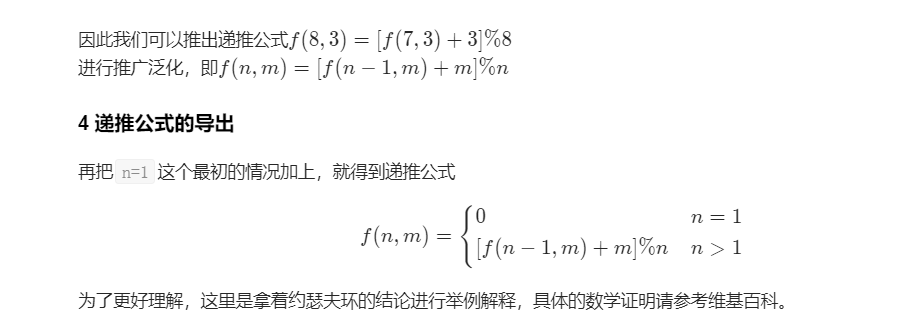 因此我们可以推出递推公式f(8,3) = [f(7,3) + 3]%8
进行推广泛化，即f(n,m) = [f(n − 1,m) + m]%n
4 递推公式的导出
再把 n=1 这个最初的情况加上，就得到递推公式
f(n,m) = { 0 n = 1
[f(n − 1,m) + m]%n n > 1
为了更好理解，这里是拿着约瑟夫环的结论进行举例解释，具体的数学证明请参考维基百科。